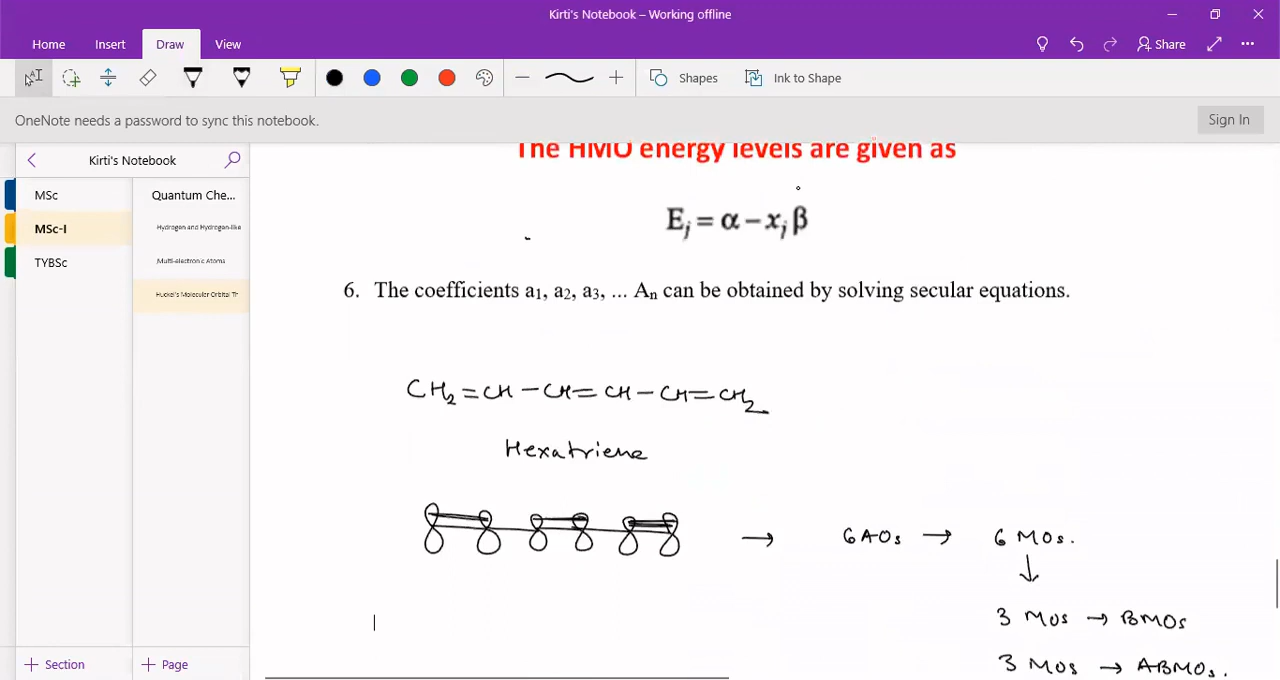 Kirti's Notebook – Working offline
Home Insert Draw View
Share
Shapes Ink to Shape
OneNote needs a password to sync this notebook.
Sign In
Kirti's Notebook
MSc
MSc-I
TYBSc
Quantum Che...
Hydrogen and Hydrogen-like
Multi-electronic Atoms
Huckel's Molecular Orbital Th
The HMO energy levels are given as
Eⱼ = α – xⱼ β
6. The coefficients a₁, a₂, a₃, ... Aₙ can be obtained by solving secular equations.
CH₂=CH–CH=CH–CH=CH₂
Hexatriene
→ 6AOs → 6 MOs.
↓
3 MOs → BMOs
3 MOs → ABMOs.
+ Section + Page